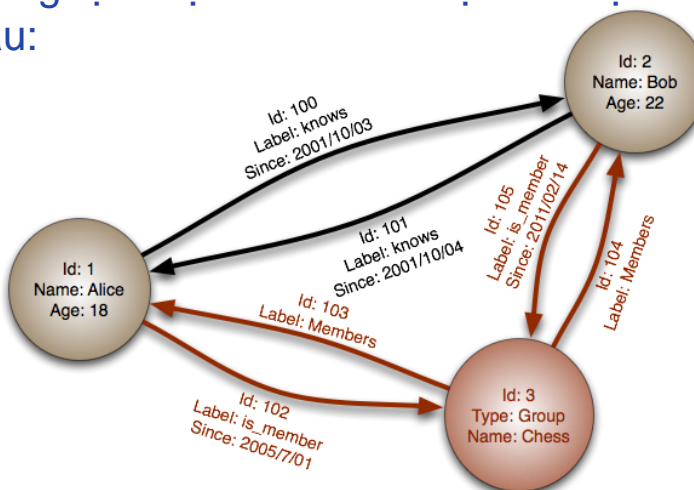 Id: 2
Name: Bob
Age: 22
Id: 100
Label: knows
Since: 2001/10/03
Id: 101
Label: knows
Since: 2001/10/04
Id: 105
Label: is_member
Since: 2011/02/14
Id: 104
Label: Members
Id: 1
Name: Alice
Age: 18
Id: 103
Label: Members
Id: 102
Label: is_member
Since: 2005/7/01
Id: 3
Type: Group
Name: Chess